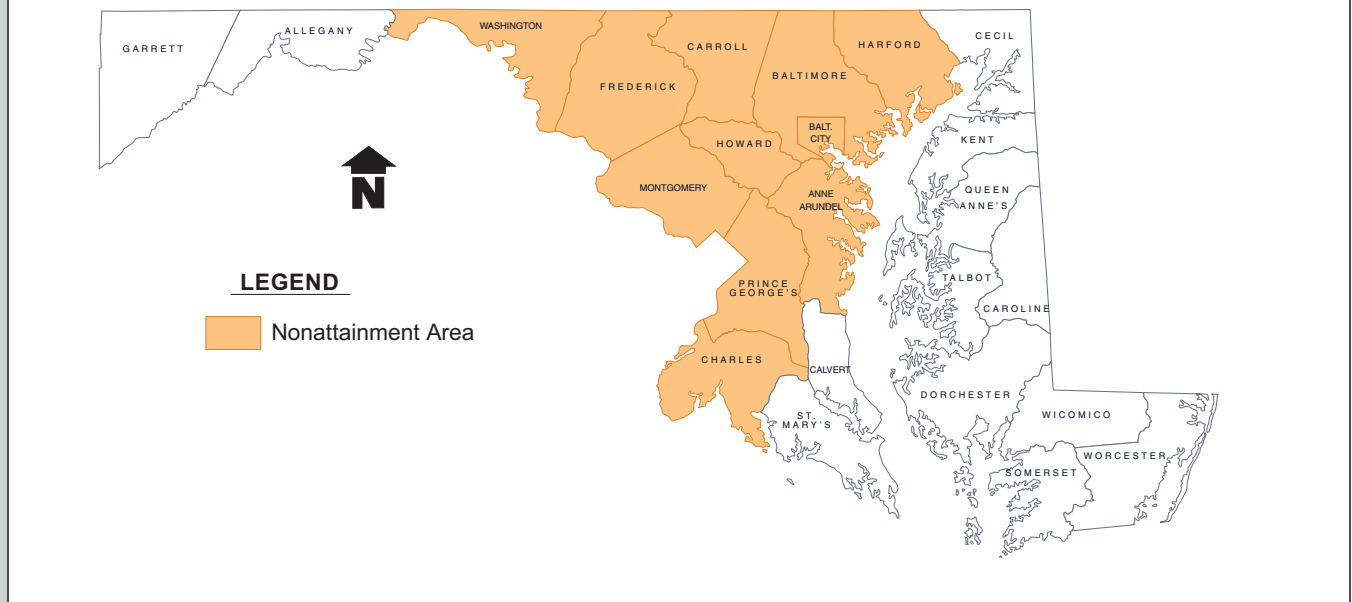 GARRETT
ALLEGANY
WASHINGTON
FREDERICK
CARROLL
BALTIMORE
HARFORD
CECIL
BALT.
CITY
HOWARD
KENT
MONTGOMERY
ANNE
ARUNDEL
QUEEN
ANNE'S
N
LEGEND
Nonattainment Area
PRINCE
GEORGE'S
TALBOT
CAROLINE
CHARLES
CALVERT
ST.
MARY'S
DORCHESTER
WICOMICO
WORCESTER
SOMERSET